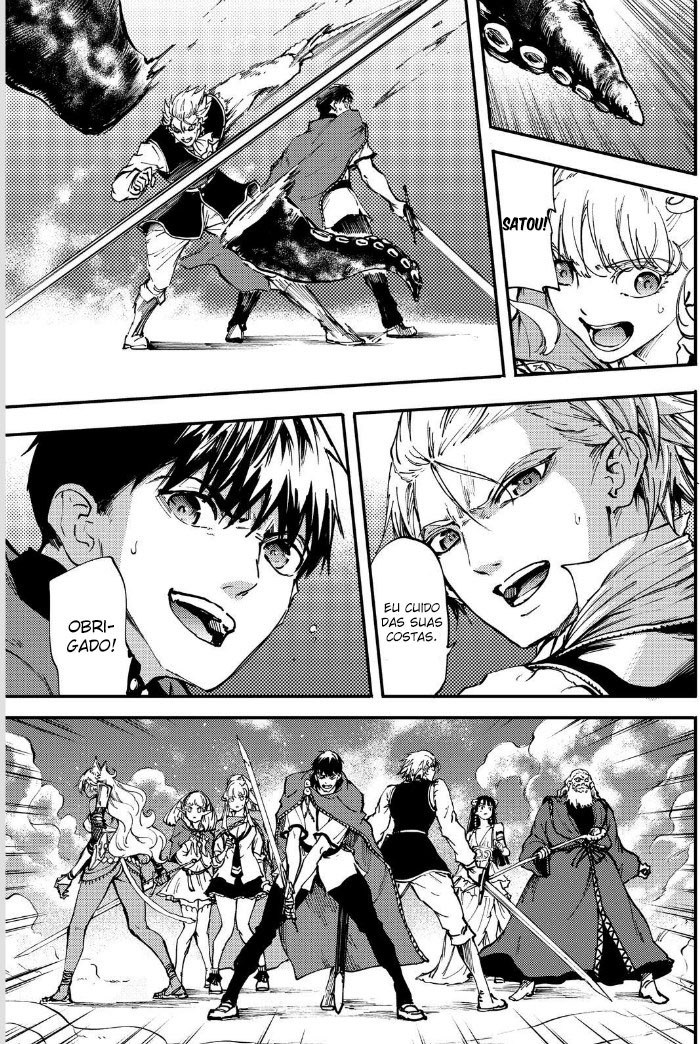 SATOU!
EU CUIDO
DAS SUAS
COSTAS.
OBRI-
GADO!